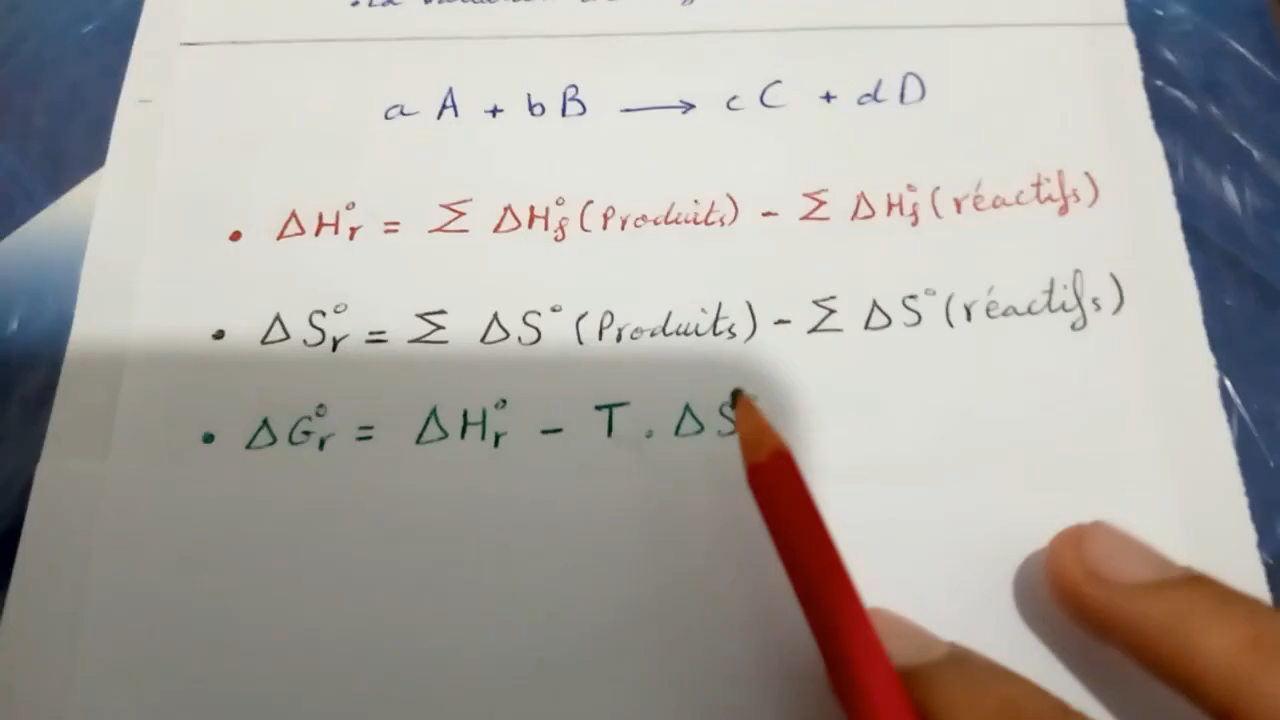 a A + b B ⟶ c C + d D
• ΔH°r = Σ ΔH°f (Produits) - Σ ΔH°f (réactifs)
• ΔS°r = Σ ΔS° (Produits) - Σ ΔS° (réactifs)
• ΔG°r = ΔH°r - T . ΔS